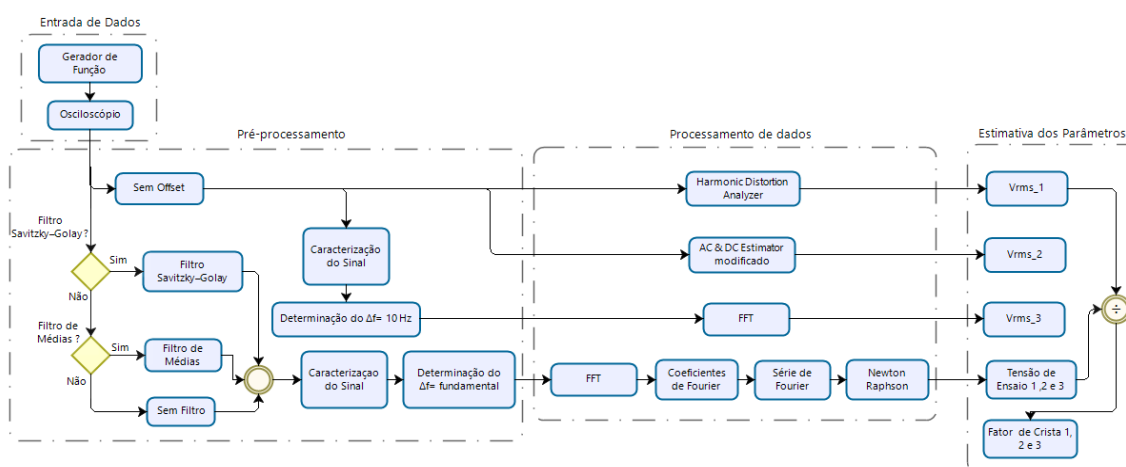 Entrada de Dados
Gerador de
Função
Osciloscópio
Pré-processamento
Processamento de dados
Estimativa dos Parâmetros
Sem Offset
Harmonic Distortion
Analyzer
Vrms_1
Filtro
Savitzky–Golay?
Caracterização
do Sinal
AC & DC Estimator
modificado
Vrms_2
Sim
Filtro
Savitzky–Golay
Não
Determinação do Δf= 10 Hz
FFT
Vrms_3
÷
Filtro de
Médias ?
Sim
Filtro de
Médias
Caracterizaçao
do Sinal
Determinação do
Δf= fundamental
FFT
Coeficientes
de Fourier
Série de
Fourier
Newton
Raphson
Tensão de
Ensaio 1 ,2 e 3
Não
Sem Filtro
Fator de Crista 1,
2 e 3